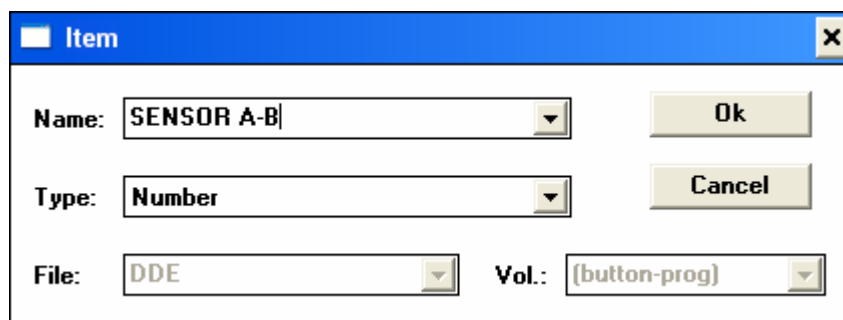 Item
Name: SENSOR A-B Ok
Type: Number Cancel
File: DDE Vol.: (button-prog)